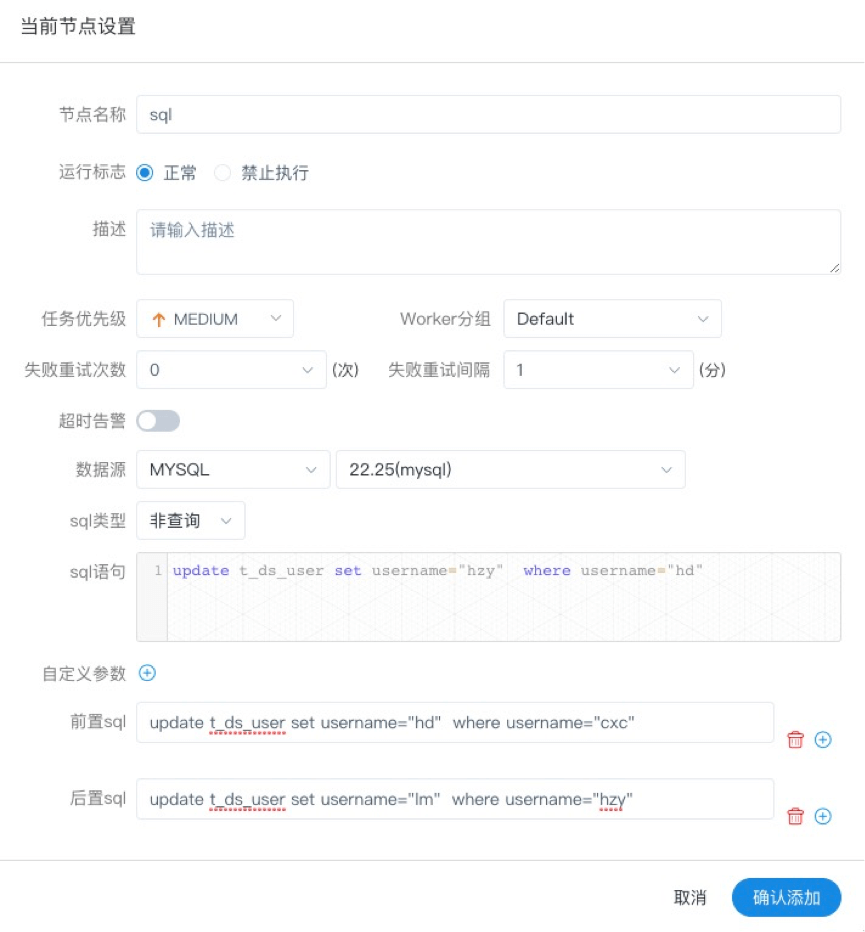 当前节点设置
节点名称 sql
运行标志 正常 禁止执行
描述 请输入描述
任务优先级 MEDIUM Worker分组 Default
失败重试次数 0 (次) 失败重试间隔 1 (分)
超时告警
数据源 MYSQL 22.25(mysql)
sql类型 非查询
sql语句 1 update t_ds_user set username="hzy" where username="hd"
自定义参数
前置sql update t_ds_user set username="hd" where username="cxc"
后置sql update t_ds_user set username="lm" where username="hzy"
取消 确认添加